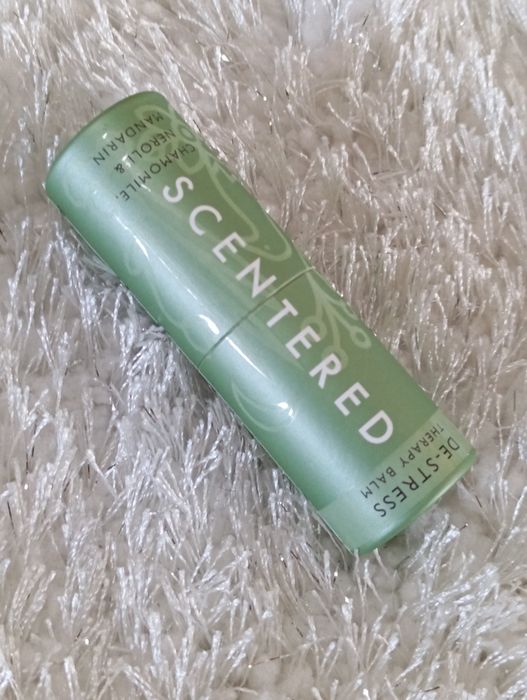 CHAMOMILE,
NEROLI &
MANDARIN
SCENTERED
DE-STRESS
THERAPY BALM